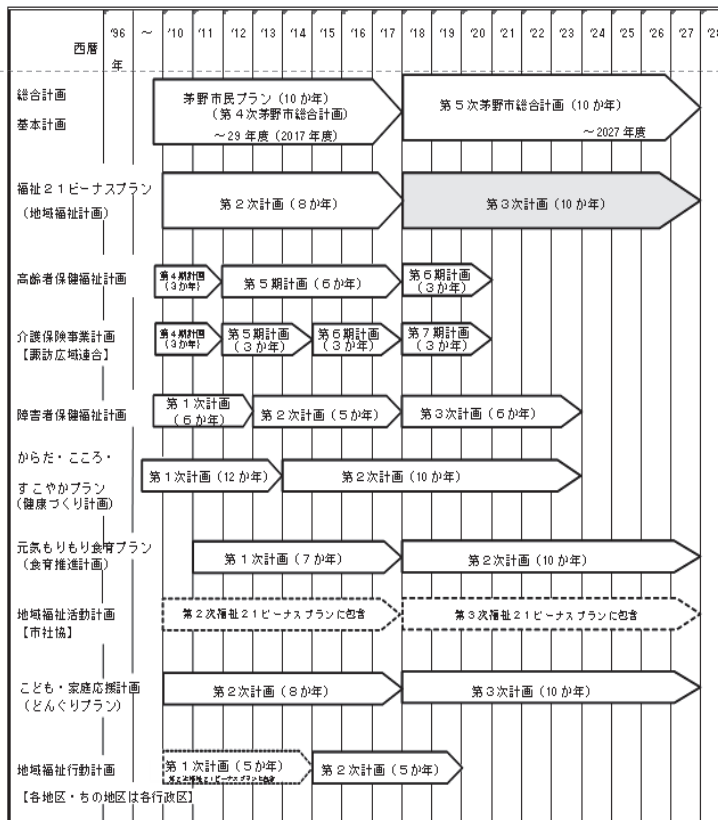 西暦 '96年 ～ '10 '11 '12 '13 '14 '15 '16 '17 '18 '19 '20 '21 '22 '23 '24 '25 '26 '27 '28
総合計画
基本計画
茅野市民プラン（10か年）
（第４次茅野市総合計画）
～29年度（2017年度）
第５次茅野市総合計画（10か年）
～2027年度
福祉２１ビーナスプラン
（地域福祉計画）
第２次計画（８か年）
第３次計画（10か年）
高齢者保健福祉計画
第４期計画
（３か年）
第５期計画（６か年）
第６期計画
（３か年）
介護保険事業計画
【諏訪広域連合】
第４期計画
（３か年）
第５期計画
（３か年）
第６期計画
（３か年）
第７期計画
（３か年）
障害者保健福祉計画
第１次計画
（６か年）
第２次計画（５か年）
第３次計画（６か年）
からだ・こころ・
すこやかプラン
(健康づくり計画)
第１次計画（12か年）
第２次計画（10か年）
元気もりもり食育プラン
（食育推進計画）
第１次計画（７か年）
第２次計画（10か年）
地域福祉活動計画
【市社協】
第２次福祉２１ビーナスプランに包含
第３次福祉２１ビーナスプランに包含
こども・家庭応援計画
（どんぐりプラン）
第２次計画（８か年）
第３次計画（10か年）
地域福祉行動計画
【各地区・ちの地区は各行政区】
第１次計画（５か年）
第２次福祉２１ビーナスプランに包含
第２次計画（５か年）